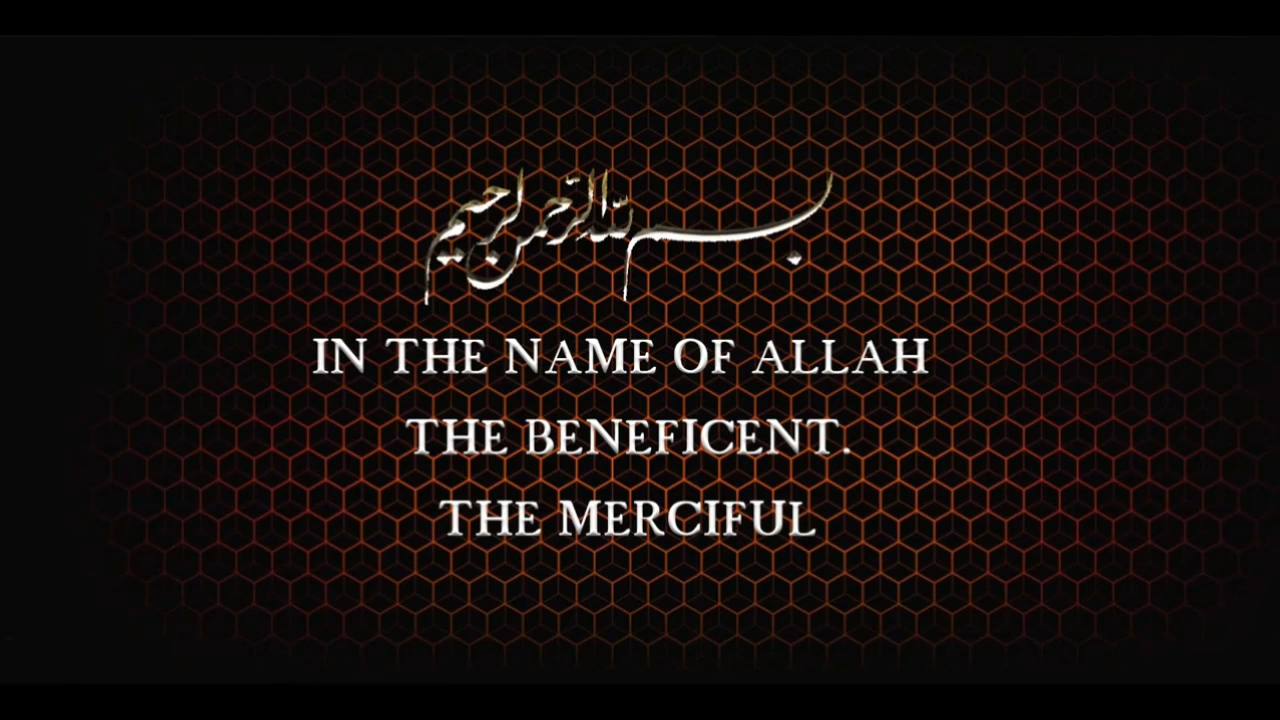 بسم الله الرحمن الرحيم
IN THE NAME OF ALLAH
THE BENEFICENT.
THE MERCIFUL